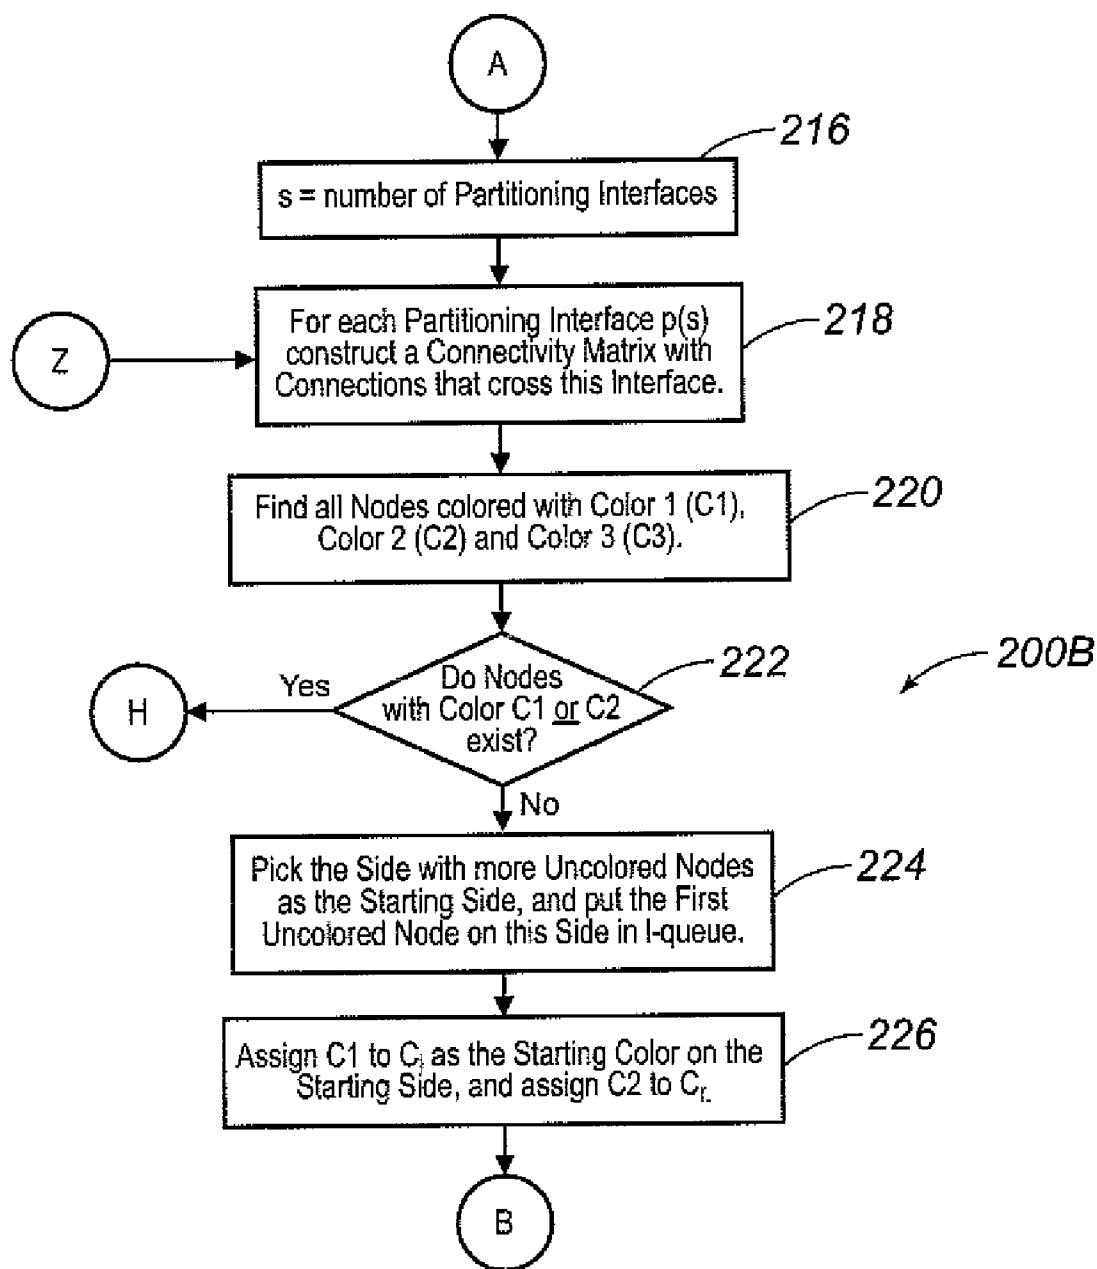 A
216
s = number of Partitioning Interfaces
For each Partitioning Interface p(s)
construct a Connectivity Matrix with
Connections that cross this Interface.
218
Z
Find all Nodes colored with Color 1 (C1),
Color 2 (C2) and Color 3 (C3).
220
Do Nodes
with Color C1 or C2
exist?
222
Yes
H
200B
No
Pick the Side with more Uncolored Nodes
as the Starting Side, and put the First
Uncolored Node on this Side in I-queue.
224
Assign C1 to Ci as the Starting Color on the
Starting Side, and assign C2 to Cr.
226
B